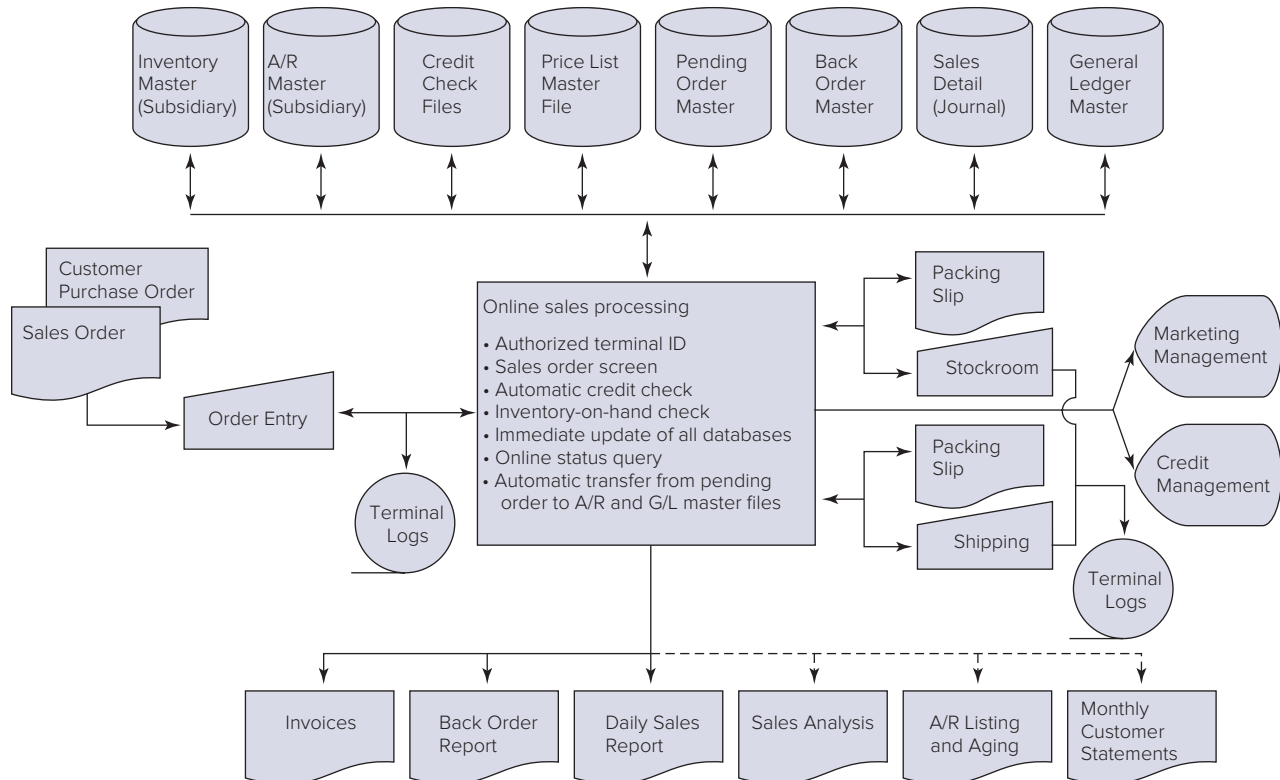 Inventory
Master
(Subsidiary)
A/R
Master
(Subsidiary)
Credit
Check
Files
Price List
Master
File
Pending
Order
Master
Back
Order
Master
Sales
Detail
(Journal)
General
Ledger
Master
Customer
Purchase Order
Sales Order
Order Entry
Terminal
Logs
Online sales processing
• Authorized terminal ID
• Sales order screen
• Automatic credit check
• Inventory-on-hand check
• Immediate update of all databases
• Online status query
• Automatic transfer from pending
order to A/R and G/L master files
Packing
Slip
Stockroom
Packing
Slip
Shipping
Marketing
Management
Credit
Management
Terminal
Logs
Invoices
Back Order
Report
Daily Sales
Report
Sales Analysis
A/R Listing
and Aging
Monthly
Customer
Statements